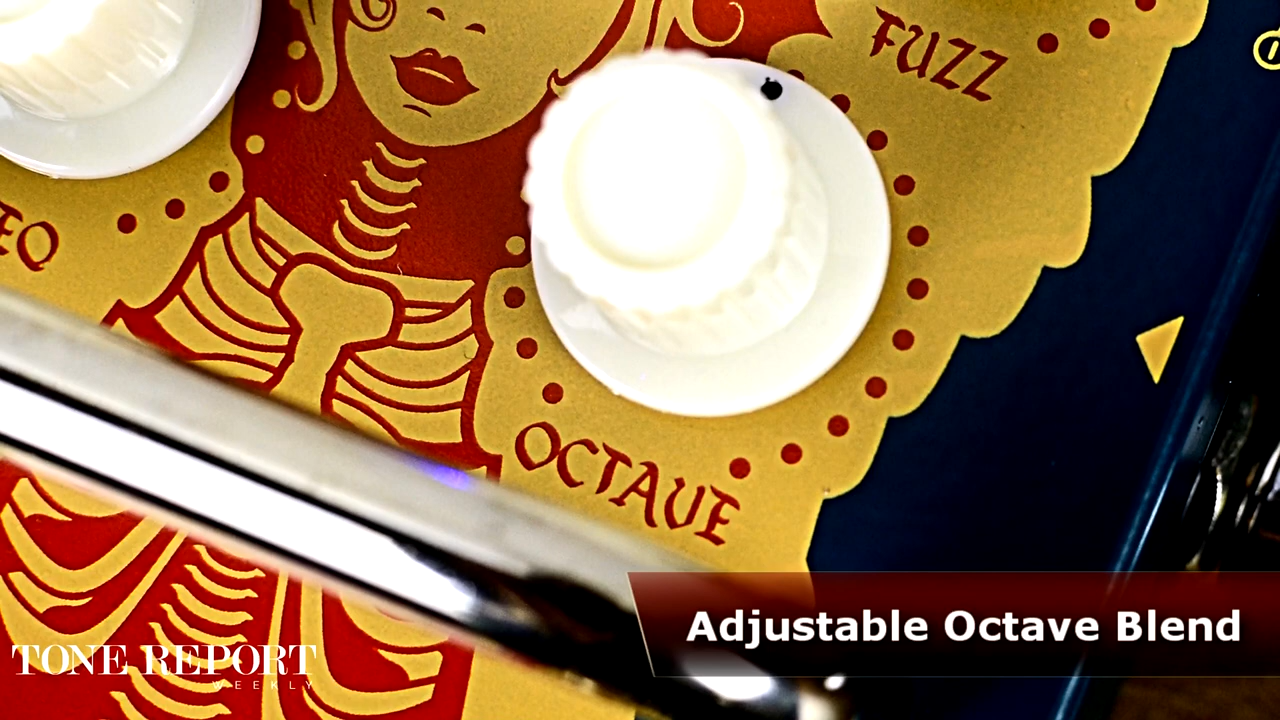 FUZZ
EQ
OCTAVE
Adjustable Octave Blend
TONE REPORT
WEEKLY